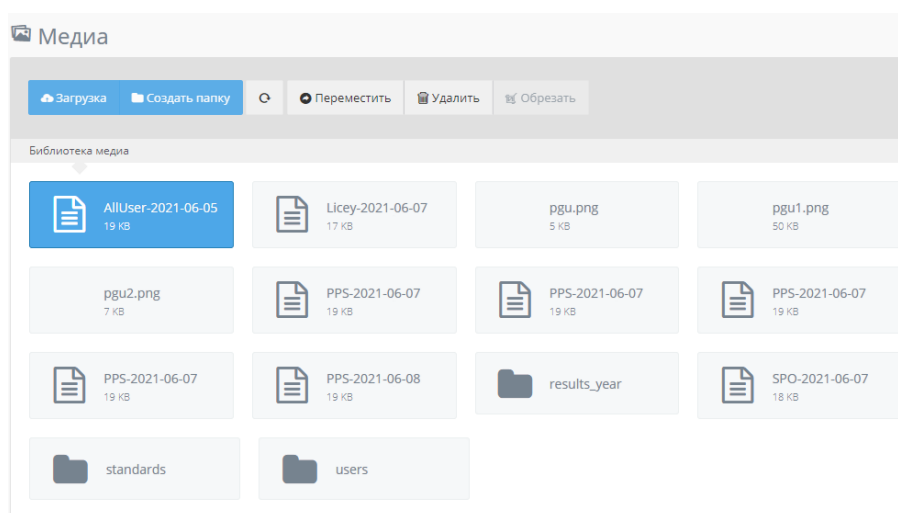 Медиа
Загрузка Создать папку Переместить Удалить Обрезать
Библиотека медиа
AllUser-2021-06-05 Licey-2021-06-07 pgu.png pgu1.png
19 KB 17 KB 5 KB 50 KB
pgu2.png PPS-2021-06-07 PPS-2021-06-07 PPS-2021-06-07
7 KB 19 KB 19 KB 19 KB
PPS-2021-06-07 PPS-2021-06-08 results_year SPO-2021-06-07
19 KB 19 KB 18 KB
standards users